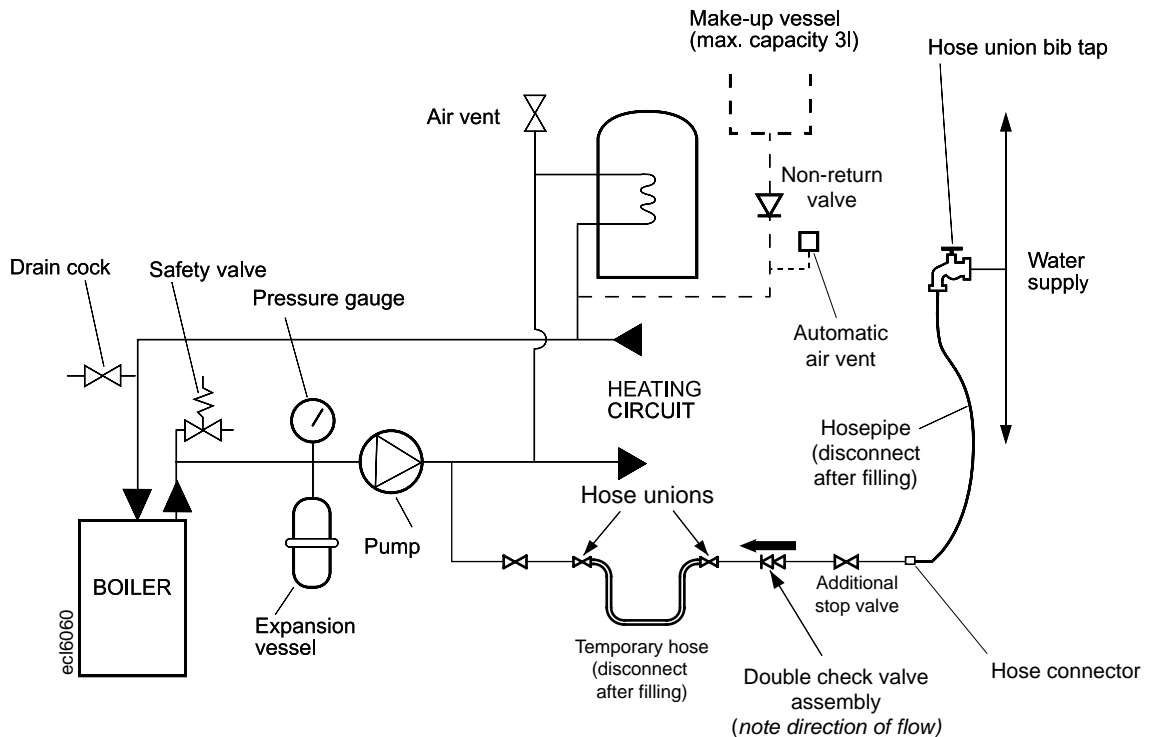 Make-up vessel
(max. capacity 3l)
Hose union bib tap
Air vent
Non-return
valve
Drain cock
Safety valve
Pressure gauge
Water
supply
Automatic
air vent
HEATING
CIRCUIT
Hosepipe
(disconnect
after filling)
Hose unions
Pump
BOILER
Additional
stop valve
Expansion
vessel
ecl6060
Temporary hose
(disconnect
after filling)
Double check valve
assembly
(note direction of flow)
Hose connector